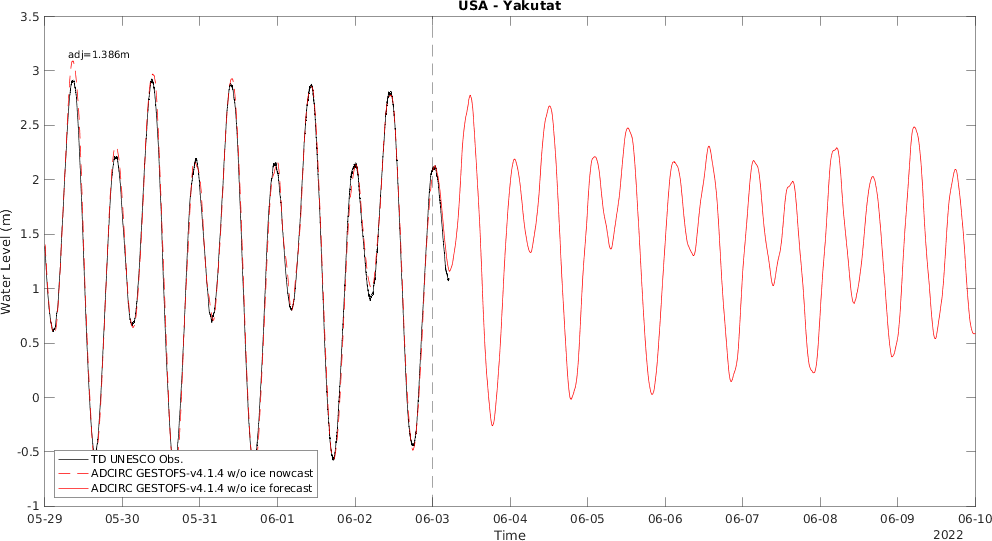 USA - Yakutat
adj=1.386m
3.5
3
2.5
2
1.5
1
0.5
0
-0.5
-1
Water Level (m)
TD UNESCO Obs.
ADCIRC GESTOFS-v4.1.4 w/o ice nowcast
ADCIRC GESTOFS-v4.1.4 w/o ice forecast
05-29 05-30 05-31 06-01 06-02 06-03 06-04 06-05 06-06 06-07 06-08 06-09 06-10
Time
2022